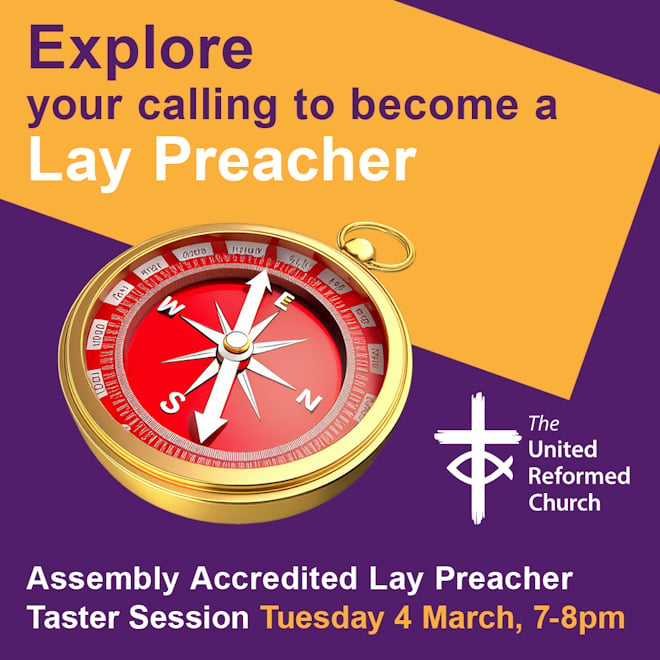 Explore
your calling to become a
Lay Preacher
W
E
S
N
The
United
Reformed
Church
Assembly Accredited Lay Preacher
Taster Session Tuesday 4 March, 7-8pm